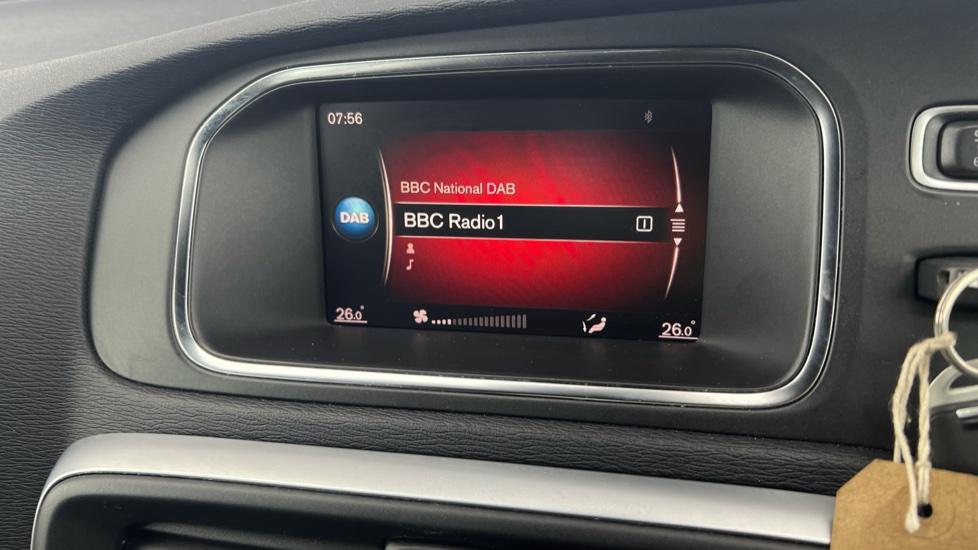 07:56
BBC National DAB
DAB
BBC Radio1
26.0°
26.0°